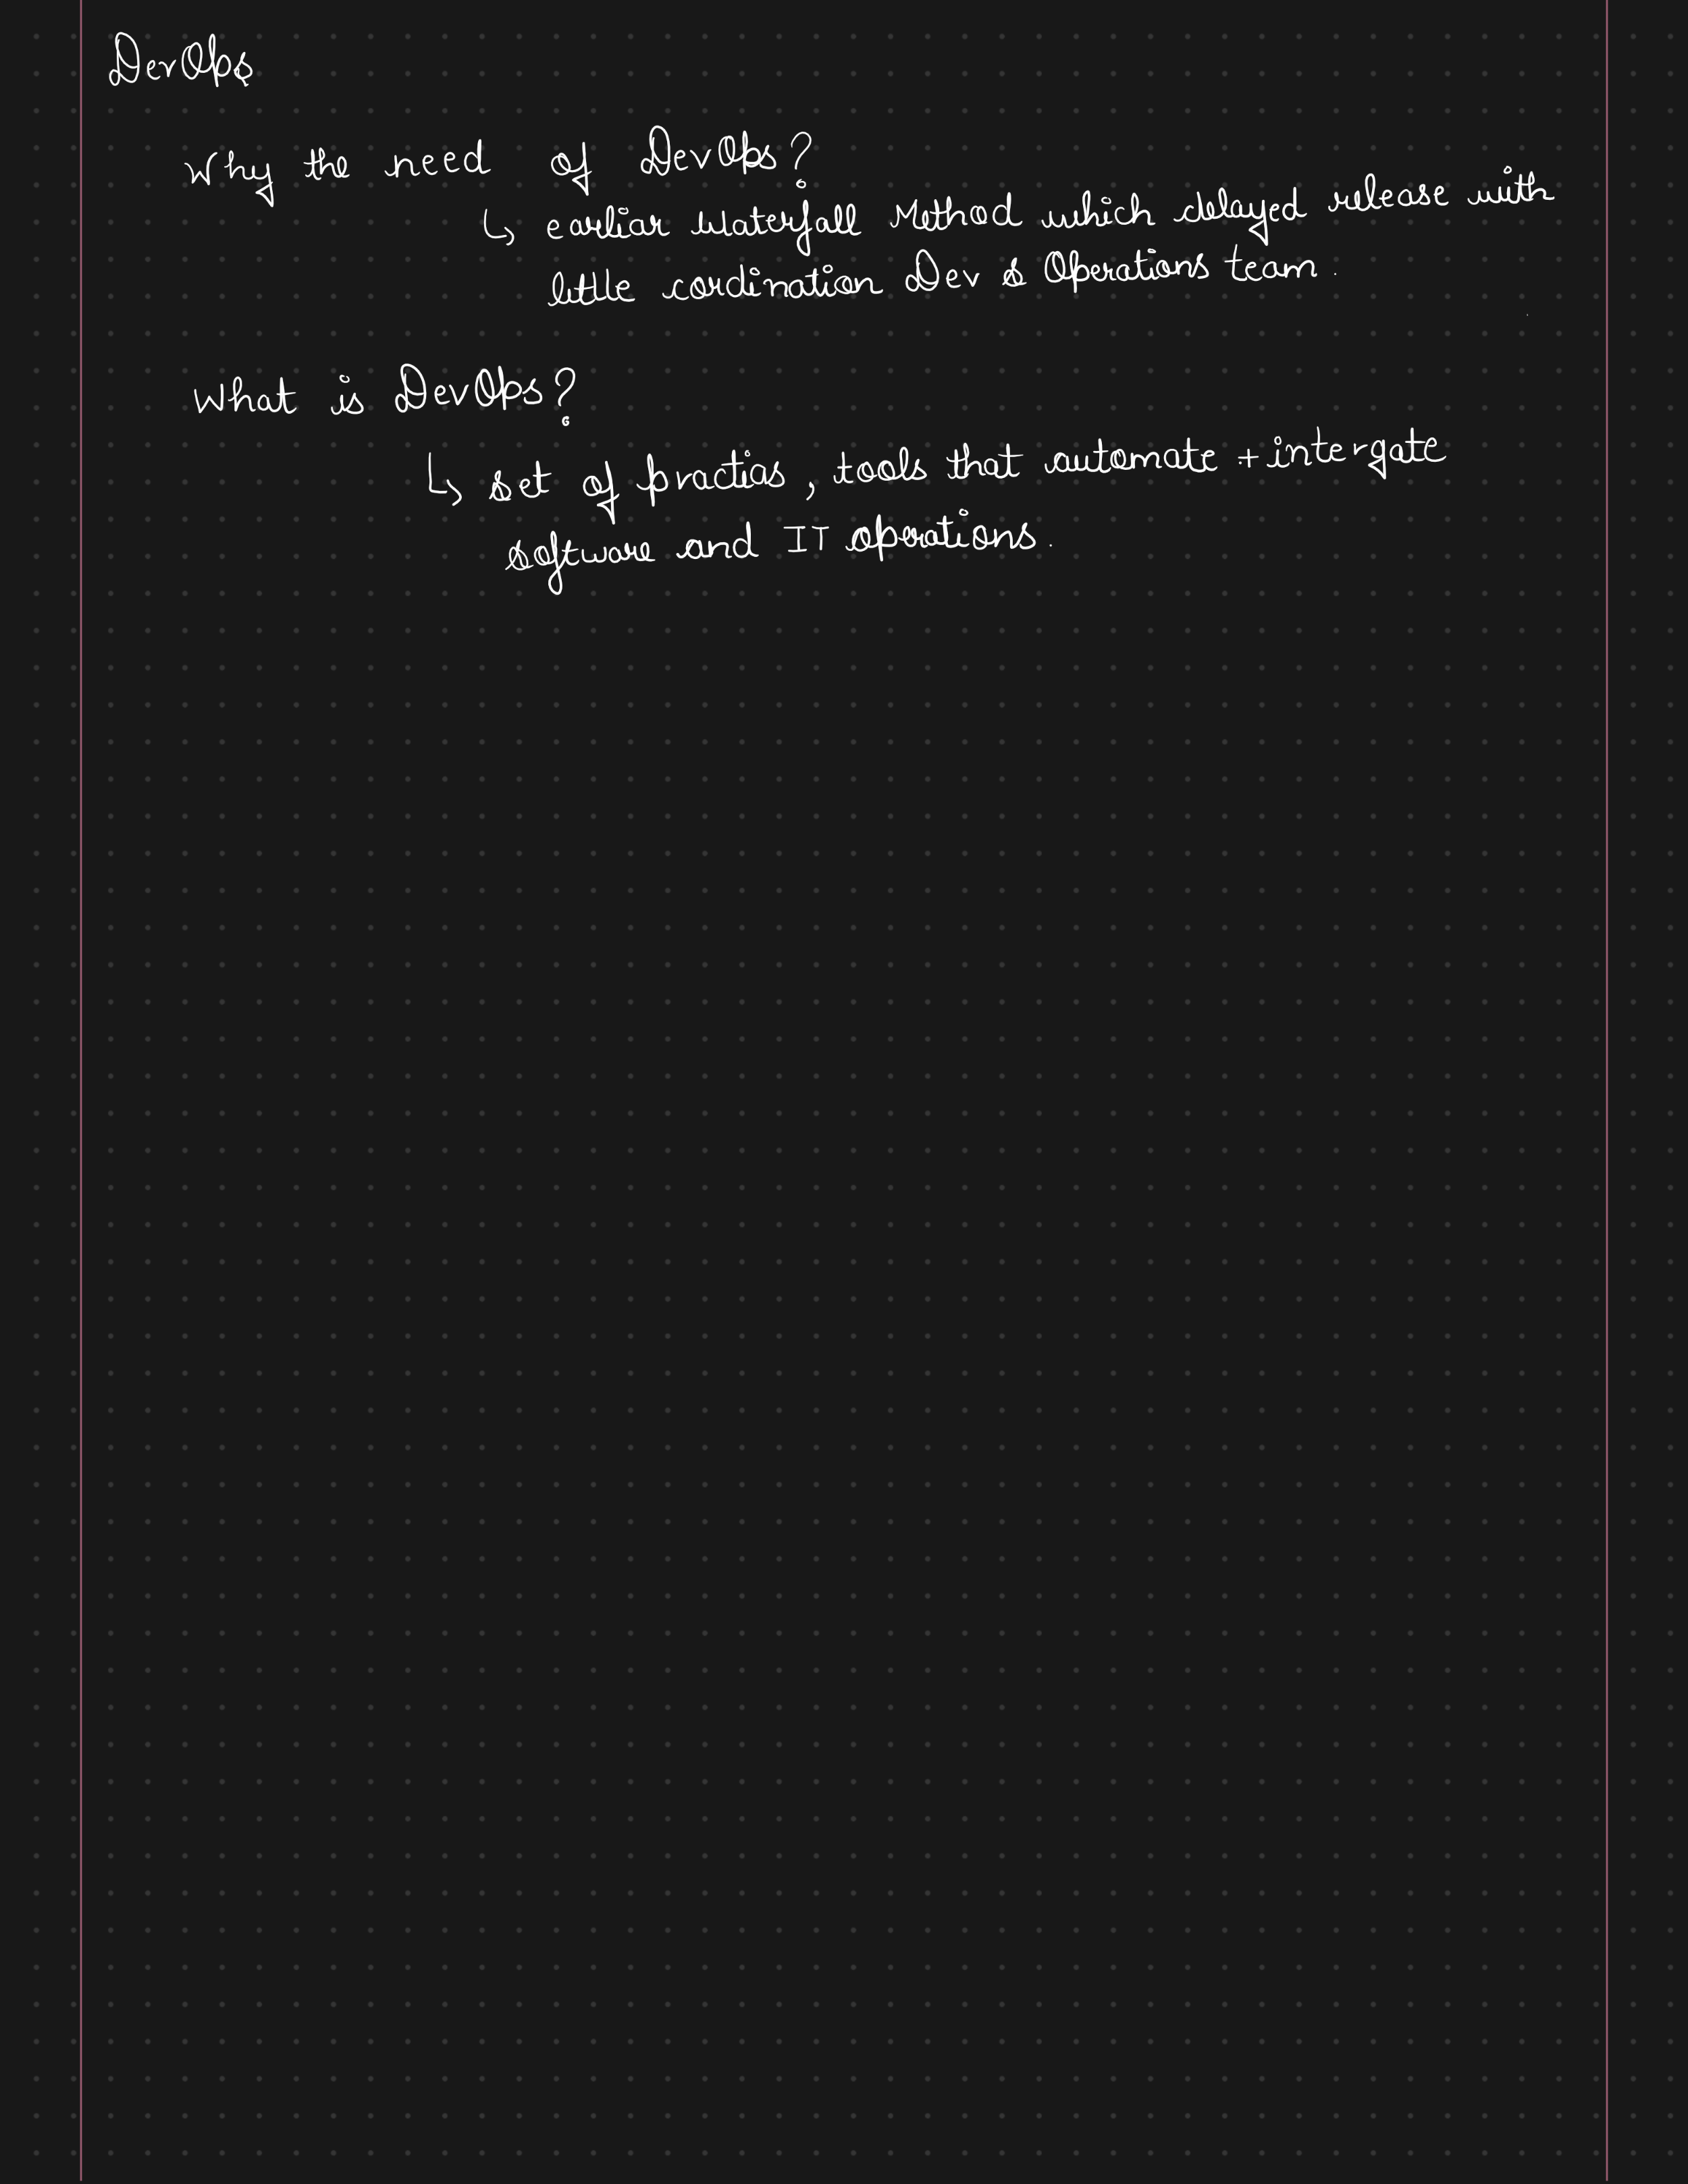 DevOps
Why the need of DevOps?
↳ earliar Waterfall Method which delayed release with
little cordination Dev & Operations team.
What is DevOps?
↳ set of practies, tools that automate + intergate
software and IT operations.